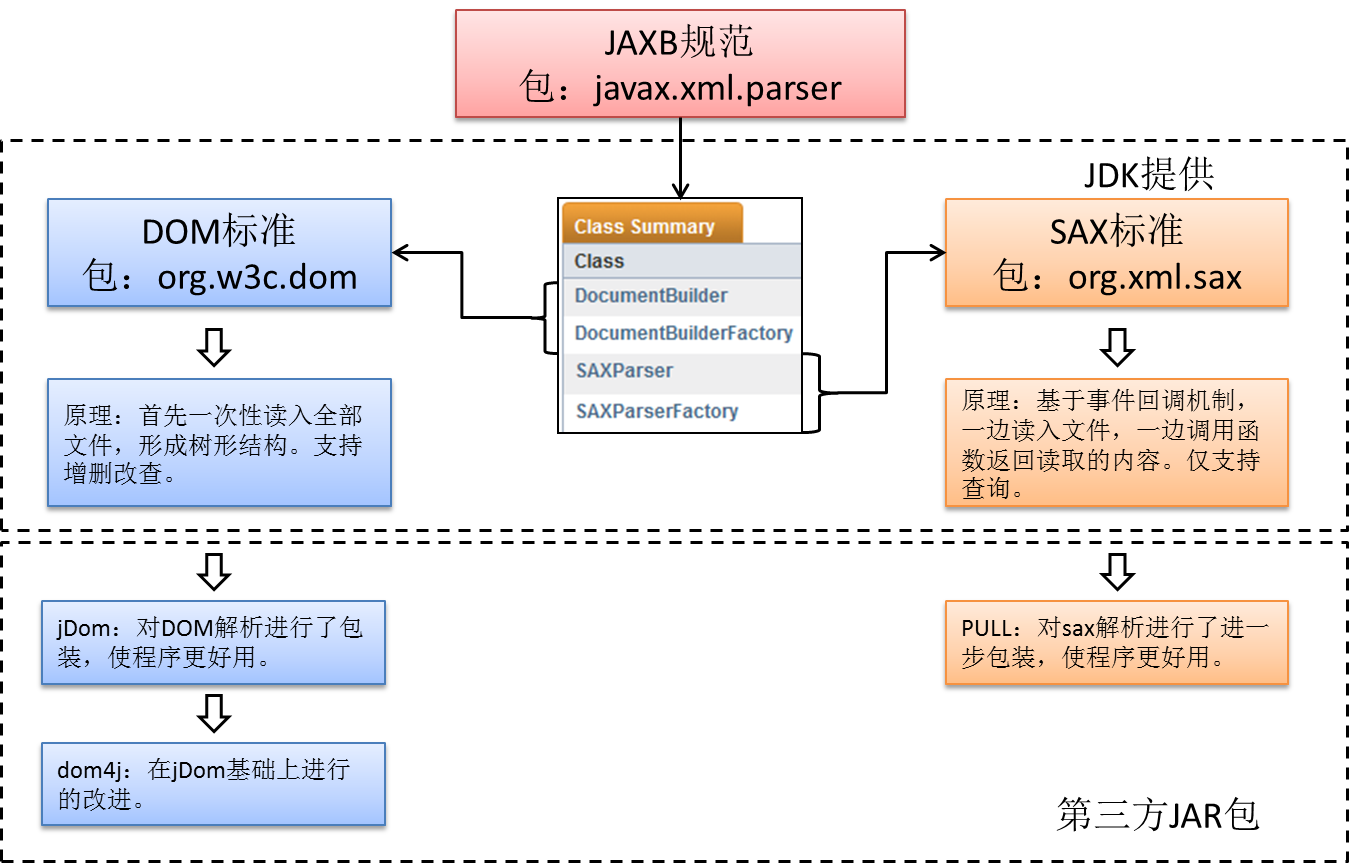 JAXB规范
包：javax.xml.parser
JDK提供
DOM标准
包：org.w3c.dom
Class Summary
Class
DocumentBuilder
DocumentBuilderFactory
SAXParser
SAXParserFactory
SAX标准
包：org.xml.sax
原理：首先一次性读入全部
文件，形成树形结构。支持
增删改查。
原理：基于事件回调机制，
一边读入文件，一边调用函
数返回读取的内容。仅支持
查询。
jDom：对DOM解析进行了包
装，使程序更好用。
PULL：对sax解析进行了进一
步包装，使程序更好用。
dom4j：在jDom基础上进行
的改进。
第三方JAR包